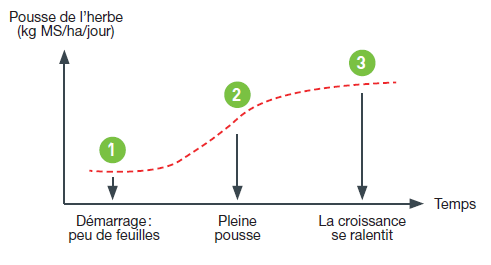 Pousse de l’herbe
(kg MS/ha/jour)
3
2
1
Temps
Démarrage :
peu de feuilles
Pleine
pousse
La croissance
se ralentit